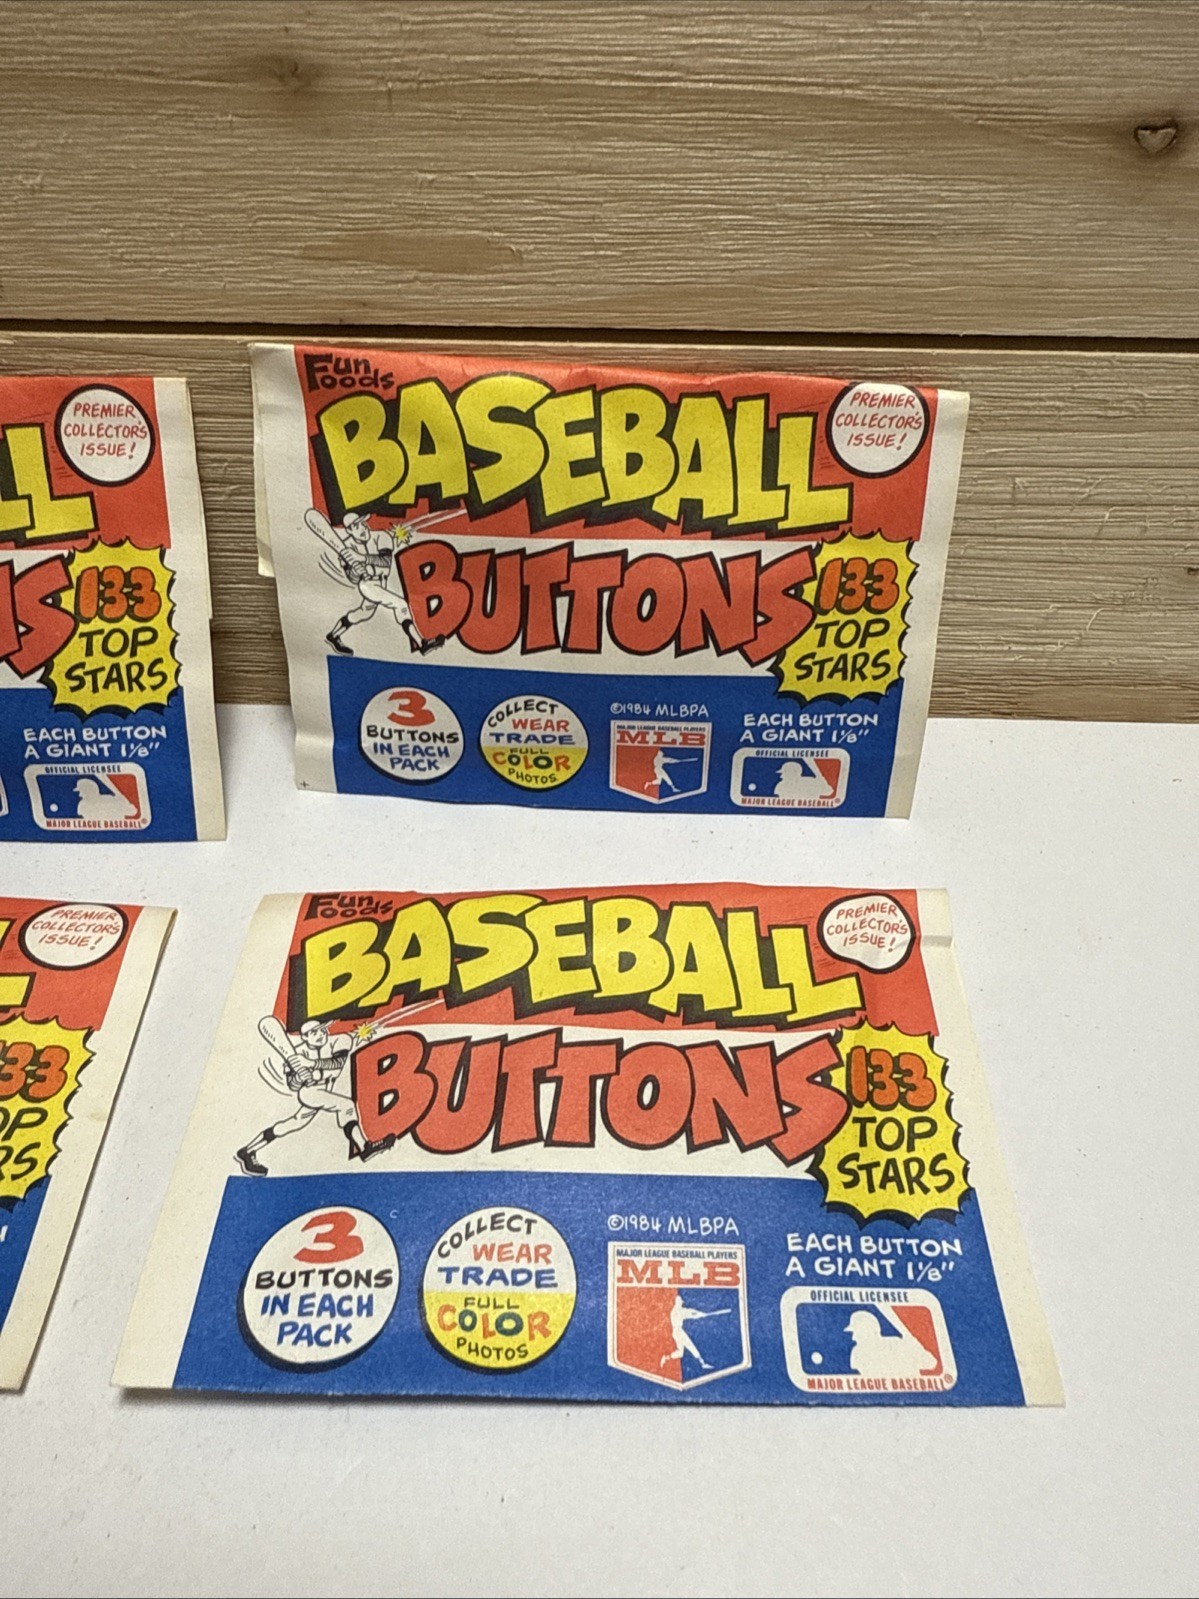 PREMIER
COLLECTOR'S
ISSUE!
LL
NS
133
TOP
STARS
EACH BUTTON
A GIANT 1⅛"
OFFICIAL LICENSEE
MAJOR LEAGUE BASEBALL®
Fun
Foods
BASEBALL
BUTTONS
PREMIER
COLLECTOR'S
ISSUE!
133
TOP
STARS
3
BUTTONS
IN EACH
PACK
COLLECT
WEAR
TRADE
FULL
COLOR
PHOTOS
©1984 MLBPA
MAJOR LEAGUE BASEBALL PLAYERS
MLB
EACH BUTTON
A GIANT 1⅛"
OFFICIAL LICENSEE
MAJOR LEAGUE BASEBALL®
PREMIER
COLLECTOR'S
ISSUE!
L
33
OP
RS
N
Fun
Foods
BASEBALL
BUTTONS
PREMIER
COLLECTOR'S
ISSUE!
133
TOP
STARS
3
BUTTONS
IN EACH
PACK
COLLECT
WEAR
TRADE
FULL
COLOR
PHOTOS
©1984 MLBPA
MAJOR LEAGUE BASEBALL PLAYERS
MLB
EACH BUTTON
A GIANT 1⅛"
OFFICIAL LICENSEE
MAJOR LEAGUE BASEBALL®